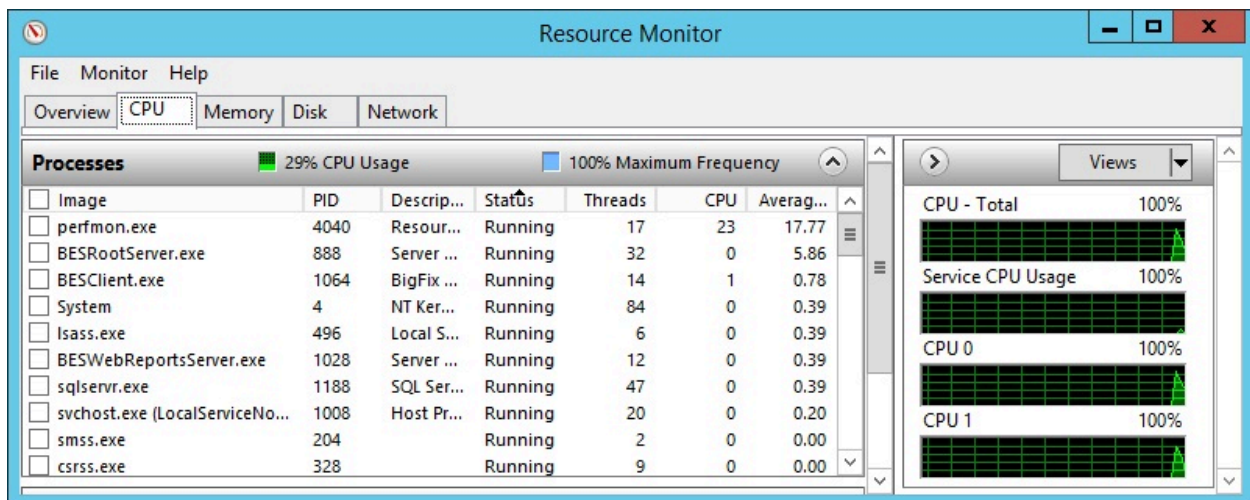 Resource Monitor
x
File Monitor Help
Overview CPU Memory Disk Network
Processes 29% CPU Usage 100% Maximum Frequency
Image PID Descrip... Status Threads CPU Averag...
perfmon.exe 4040 Resour... Running 17 23 17.77
BESRootServer.exe 888 Server ... Running 32 0 5.86
BESClient.exe 1064 BigFix ... Running 14 1 0.78
System 4 NT Ker... Running 84 0 0.39
lsass.exe 496 Local S... Running 6 0 0.39
BESWebReportsServer.exe 1028 Server ... Running 12 0 0.39
sqlservr.exe 1188 SQL Ser... Running 47 0 0.39
svchost.exe (LocalServiceNo... 1008 Host Pr... Running 20 0 0.20
smss.exe 204 Running 2 0 0.00
csrss.exe 328 Running 9 0 0.00
Views
CPU - Total 100%
Service CPU Usage 100%
CPU 0 100%
CPU 1 100%